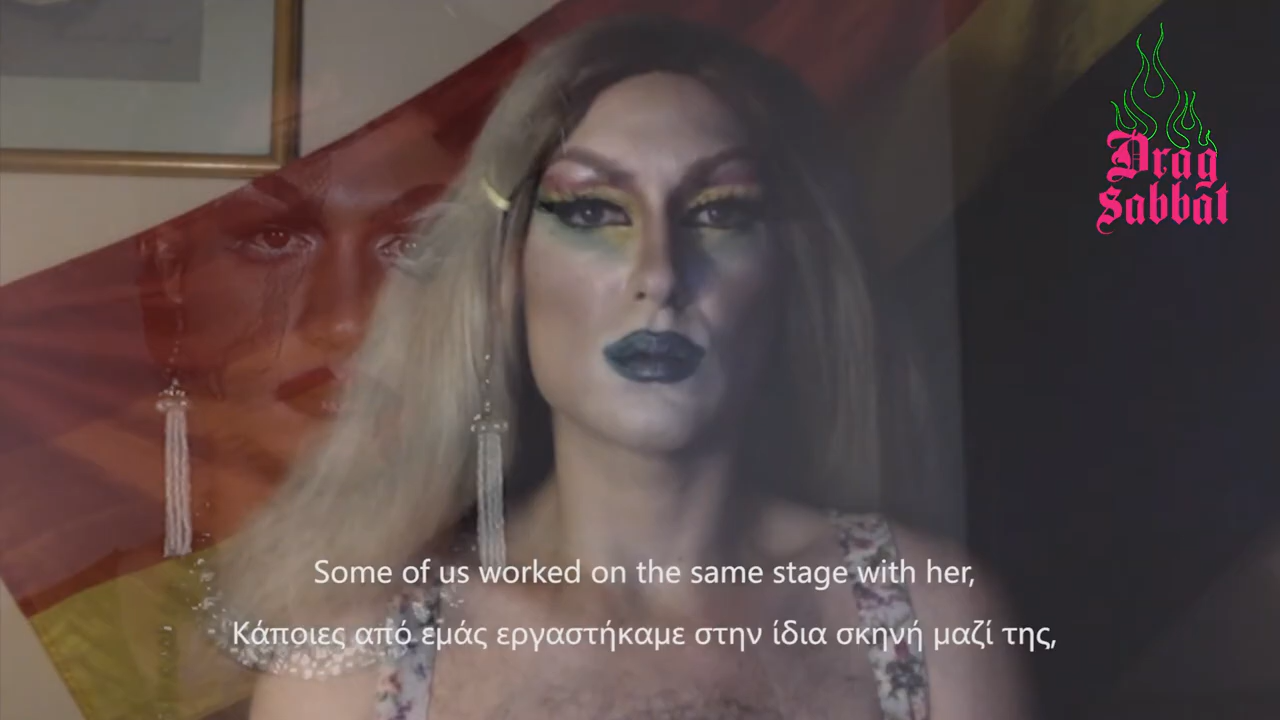 Drag
Sabbat
Some of us worked on the same stage with her,
Κάποιες από εμάς εργαστήκαμε στην ίδια σκηνή μαζί της,